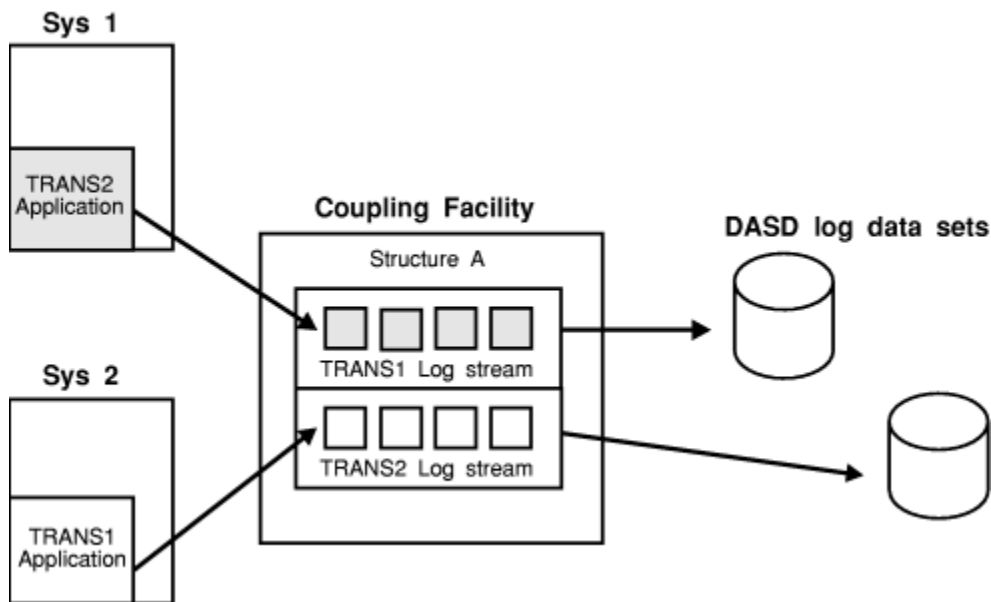 Sys 1
TRANS2
Application
Coupling Facility
Structure A
TRANS1 Log stream
TRANS2 Log stream
DASD log data sets
Sys 2
TRANS1
Application